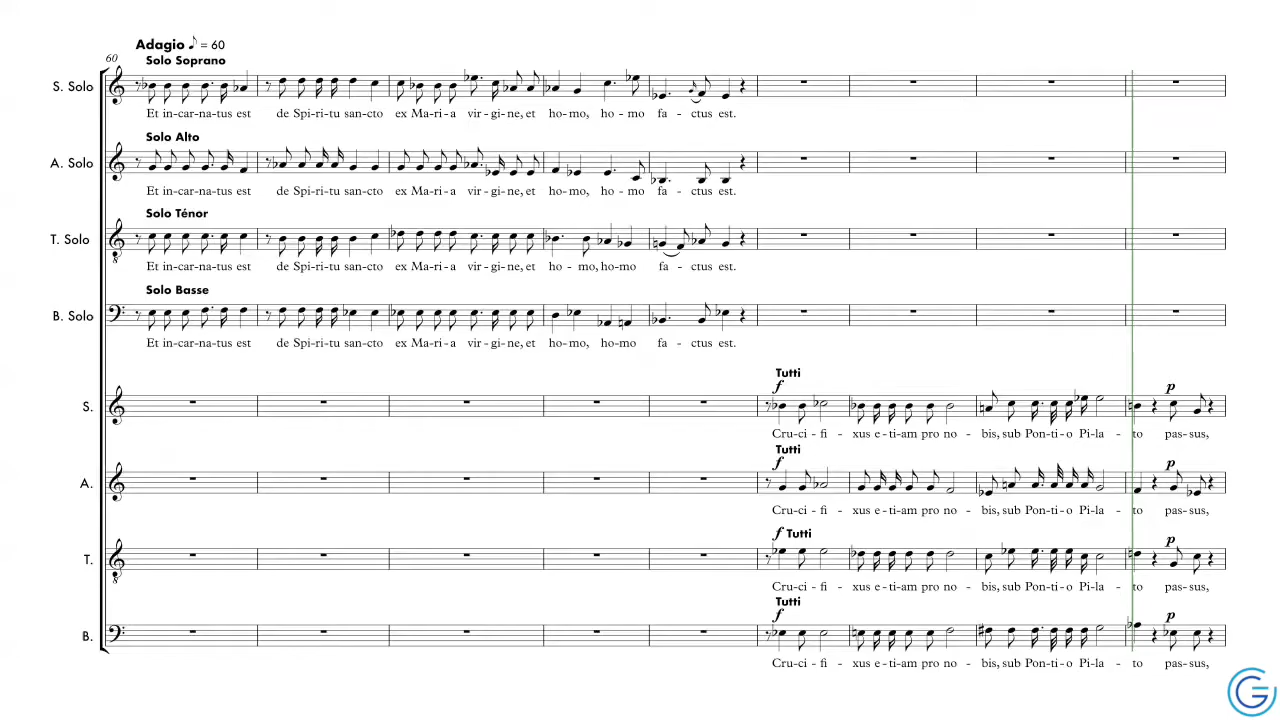 Adagio ♪ = 60
60
Solo Soprano
S. Solo
Et in-car-na-tus est de Spi-ri-tu san-cto ex Ma-ri-a vir-gi-ne, et ho-mo, ho-mo fa-ctus est.
Solo Alto
A. Solo
Et in-car-na-tus est de Spi-ri-tu san-cto ex Ma-ri-a vir-gi-ne, et ho-mo, ho-mo fa-ctus est.
Solo Ténor
T. Solo
Et in-car-na-tus est de Spi-ri-tu san-cto ex Ma-ri-a vir-gi-ne, et ho-mo, ho-mo fa-ctus est.
Solo Basse
B. Solo
Et in-car-na-tus est de Spi-ri-tu san-cto ex Ma-ri-a vir-gi-ne, et ho-mo, ho-mo fa-ctus est.
Tutti
f p
S.
Cru-ci-fi-xus e-ti-am pro no-bis, sub Pon-ti-o Pi-la-to pas-sus,
Tutti
f p
A.
Cru-ci-fi-xus e-ti-am pro no-bis, sub Pon-ti-o Pi-la-to pas-sus,
f Tutti p
T.
Cru-ci-fi-xus e-ti-am pro no-bis, sub Pon-ti-o Pi-la-to pas-sus,
Tutti
f p
B.
Cru-ci-fi-xus e-ti-am pro no-bis, sub Pon-ti-o Pi-la-to pas-sus,